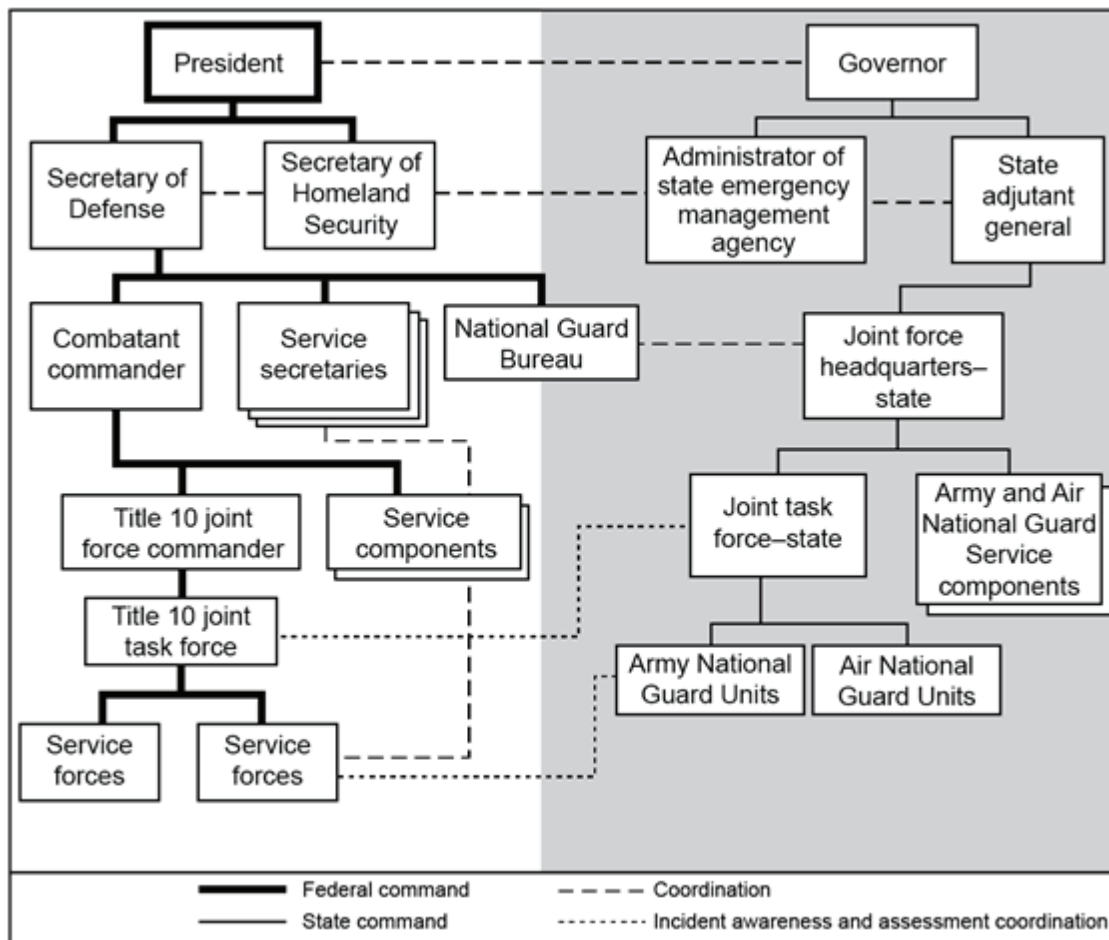 President
Governor
Secretary of
Defense
Secretary of
Homeland
Security
Administrator of
state emergency
management
agency
State
adjutant
general
Combatant
commander
Service
secretaries
National Guard
Bureau
Joint force
headquarters–
state
Title 10 joint
force commander
Service
components
Joint task
force–state
Army and Air
National Guard
Service
components
Title 10 joint
task force
Army National
Guard Units
Air National
Guard Units
Service
forces
Service
forces
Federal command
Coordination
State command
Incident awareness and assessment coordination